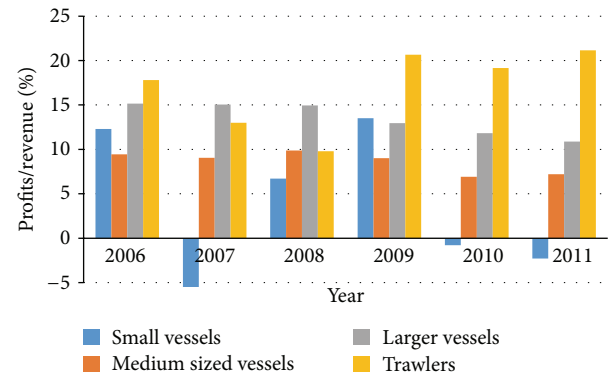 25
20
15
10
5
0
−5
Profits/revenue (%)
2006 2007 2008 2009 2010 2011
Year
Small vessels Larger vessels
Medium sized vessels Trawlers